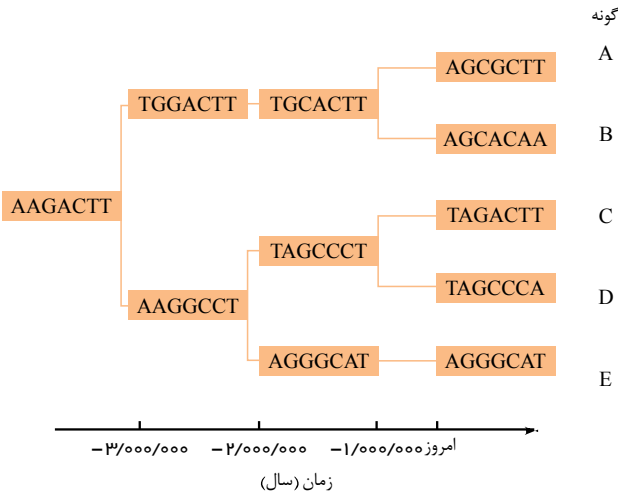 گونه
AGCGCTT
A
TGGACTT
TGCACTT
AGCACAA
B
AAGACTT
TAGACTT
C
TAGCCCT
TAGCCCA
D
AAGGCCT
AGGGCAT
AGGGCAT
E
−۳/۰۰۰/۰۰۰
−۲/۰۰۰/۰۰۰
−۱/۰۰۰/۰۰۰
امروز
زمان (سال)